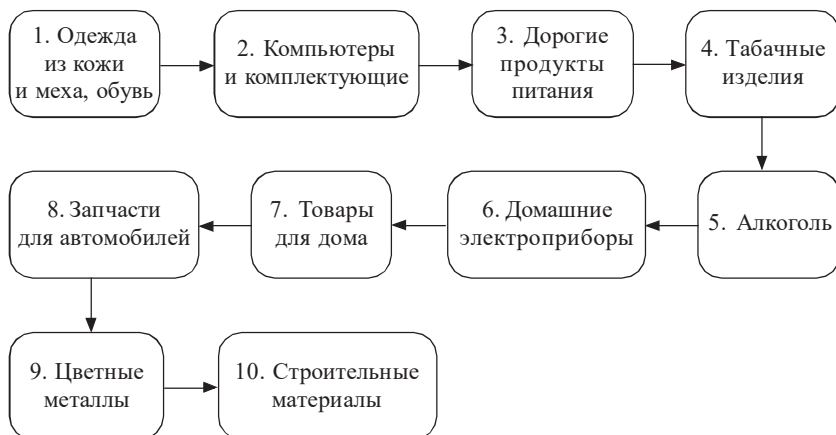 1. Одежда
из кожи
и меха, обувь
2. Компьютеры
и комплектующие
3. Дорогие
продукты
питания
4. Табачные
изделия
5. Алкоголь
6. Домашние
электроприборы
7. Товары
для дома
8. Запчасти
для автомобилей
9. Цветные
металлы
10. Строительные
материалы